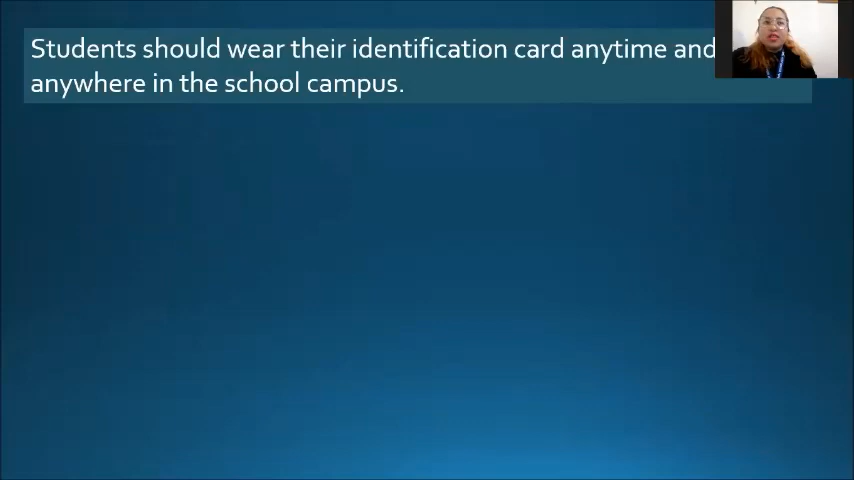 Students should wear their identification card anytime and
anywhere in the school campus.